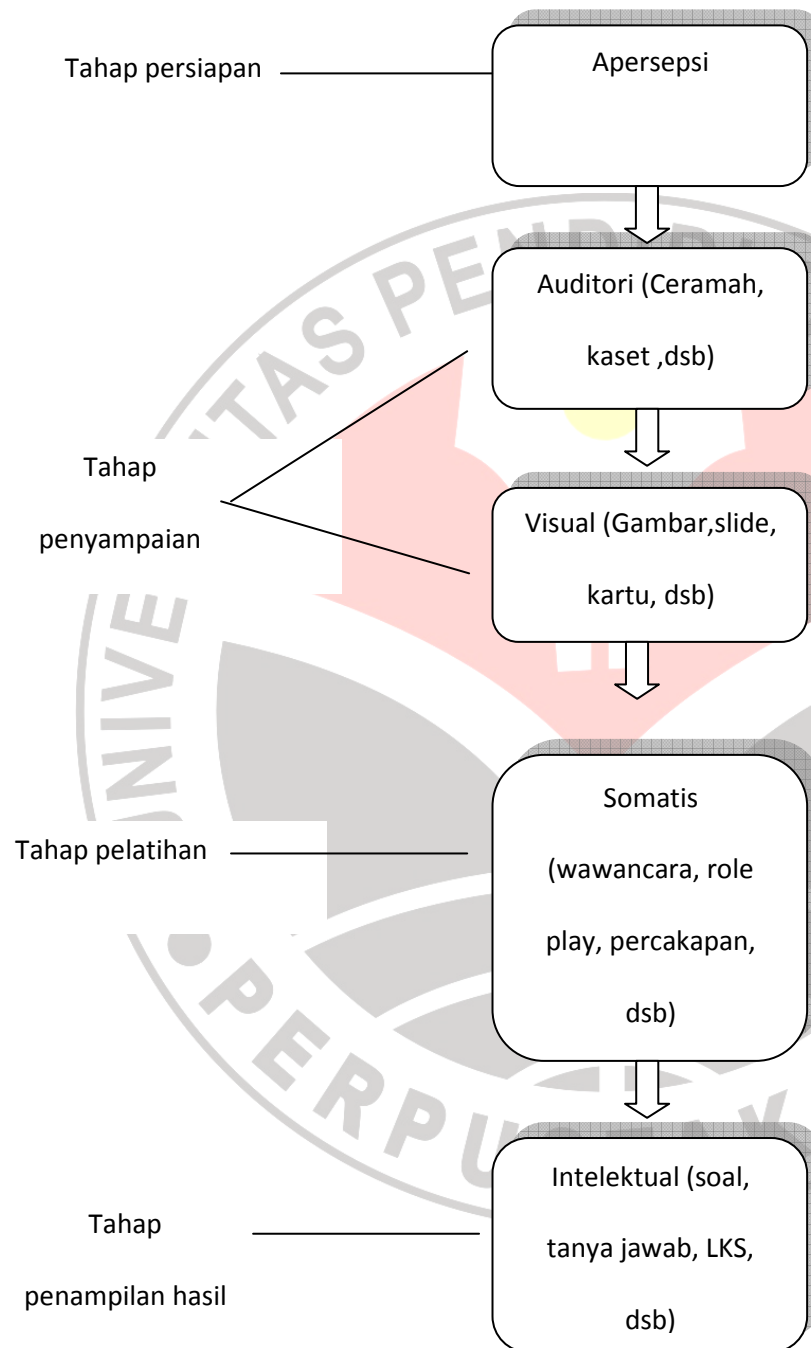 Tahap persiapan
Apersepsi
Auditori (Ceramah,
kaset ,dsb)
Tahap
penyampaian
Visual (Gambar,slide,
kartu, dsb)
Tahap pelatihan
Somatis
(wawancara, role
play, percakapan,
dsb)
Tahap
penampilan hasil
Intelektual (soal,
tanya jawab, LKS,
dsb)